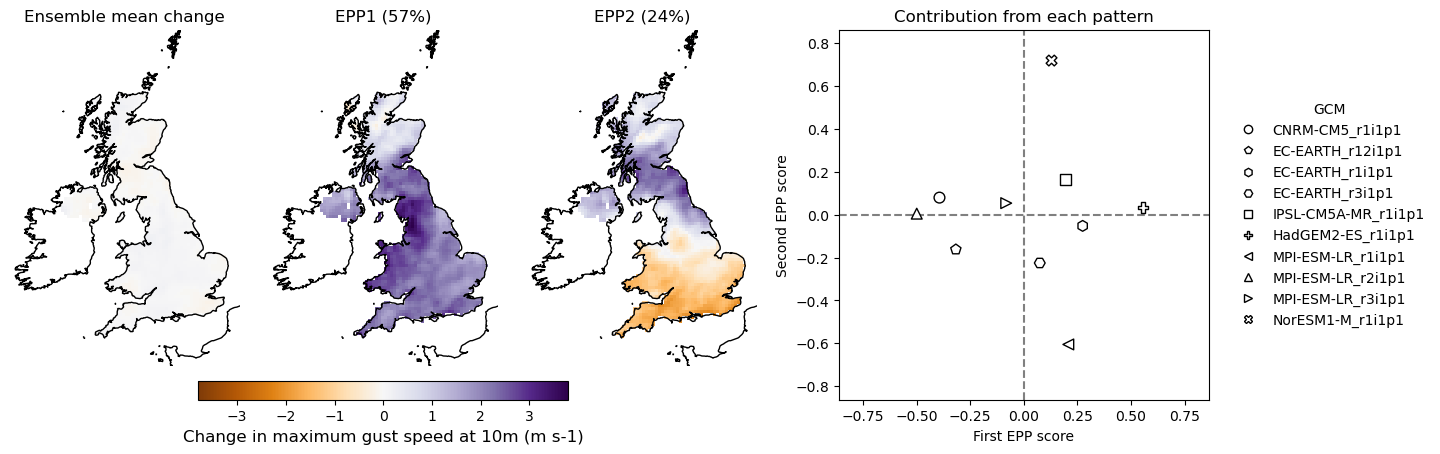 Ensemble mean change
EPP1 (57%)
EPP2 (24%)
Contribution from each pattern
0.8
0.6
0.4
0.2
0.0
−0.2
−0.4
−0.6
−0.8
Second EPP score
−0.75
−0.50
−0.25
0.00
0.25
0.50
0.75
First EPP score
GCM
CNRM-CM5_r1i1p1
EC-EARTH_r12i1p1
EC-EARTH_r1i1p1
EC-EARTH_r3i1p1
IPSL-CM5A-MR_r1i1p1
HadGEM2-ES_r1i1p1
MPI-ESM-LR_r1i1p1
MPI-ESM-LR_r2i1p1
MPI-ESM-LR_r3i1p1
NorESM1-M_r1i1p1
−3
−2
−1
0
1
2
3
Change in maximum gust speed at 10m (m s-1)